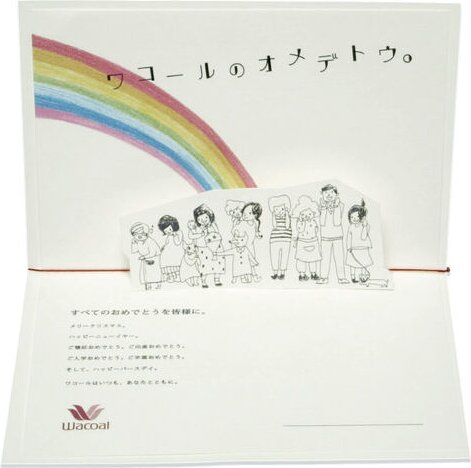 ワコールのオメデトウ。
すべてのおめでとうを皆様に。
メリークリスマス。
ハッピーニューイヤー。
ご婚約おめでとう。ご出産おめでとう。
ご入学おめでとう。ご卒業おめでとう。
そして、ハッピーバースデイ。
ワコールはいつも、あなたとともに。
Wacoal